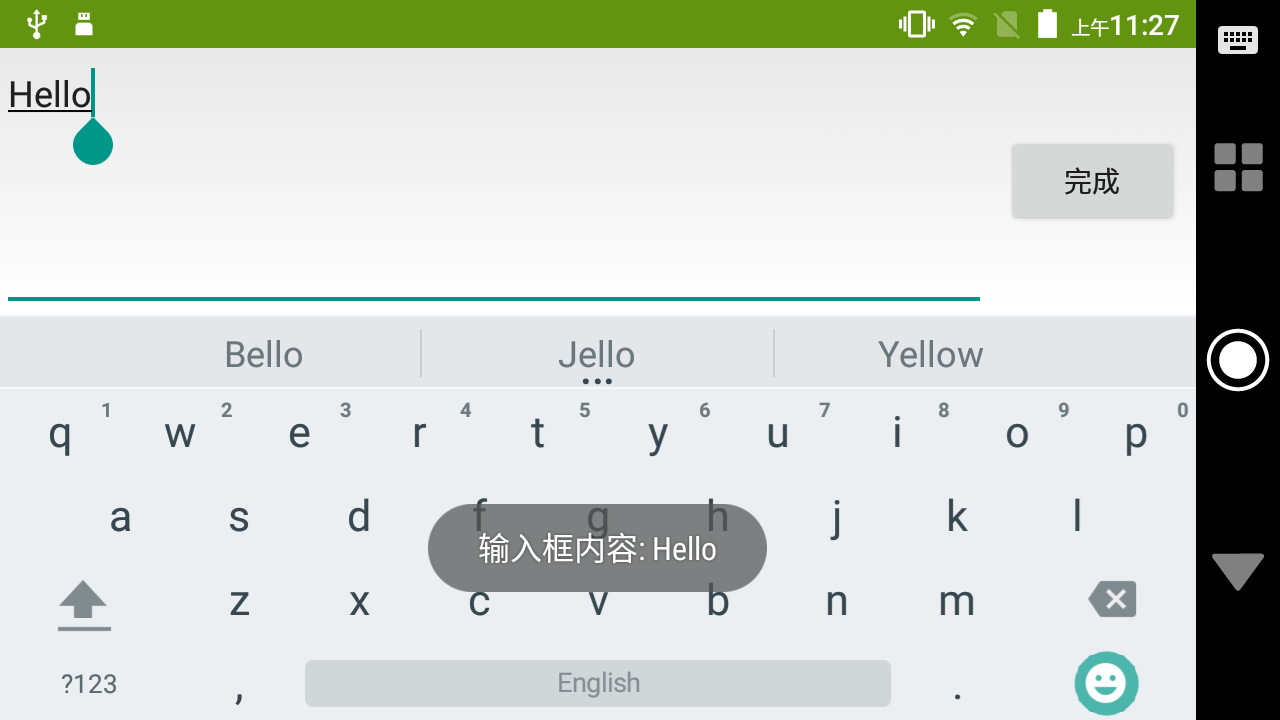 上午11:27
Hello
完成
Bello Jello Yellow
q 1 w 2 e 3 r 4 t 5 y 6 u 7 i 8 o 9 p 0
a s d f g h j k l
输入框内容: Hello
z x c v b n m
?123 , English .